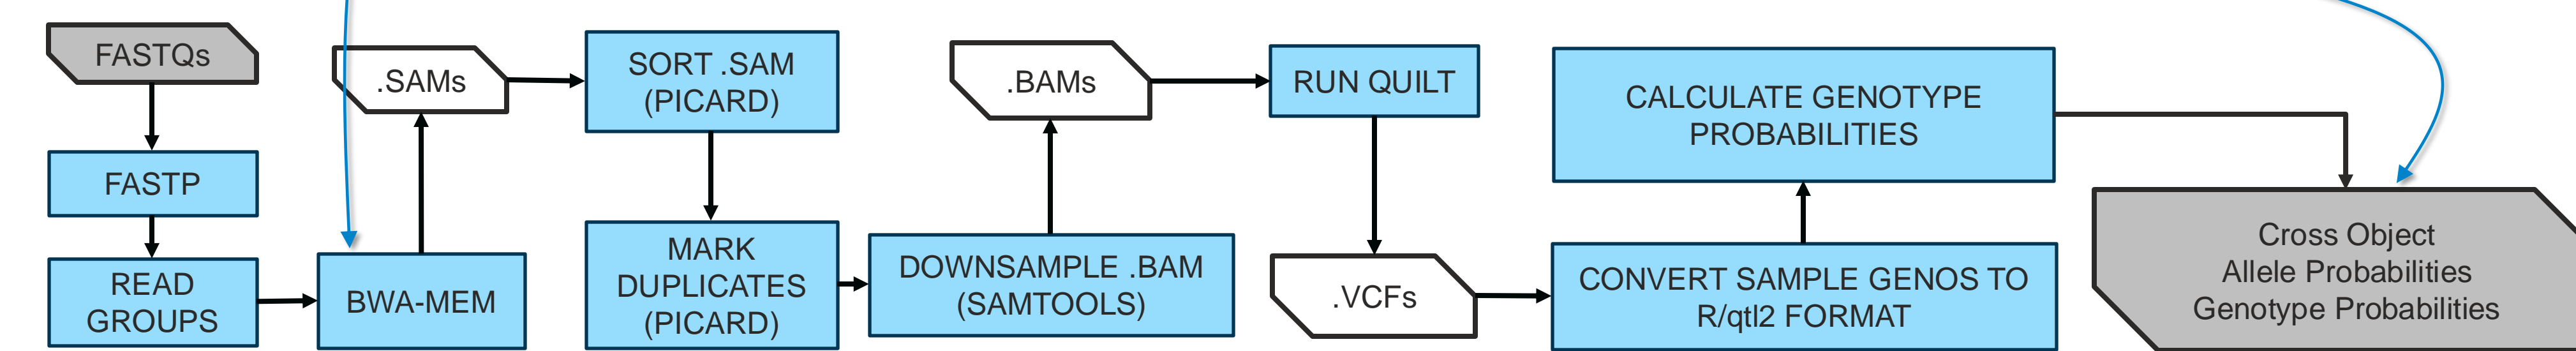 FASTQs
FASTP
READ
GROUPS
BWA-MEM
.SAMs
SORT .SAM
(PICARD)
MARK
DUPLICATES
(PICARD)
DOWNSAMPLE .BAM
(SAMTOOLS)
.BAMs
RUN QUILT
.VCFs
CONVERT SAMPLE GENOS TO
R/qtl2 FORMAT
CALCULATE GENOTYPE
PROBABILITIES
Cross Object
Allele Probabilities
Genotype Probabilities